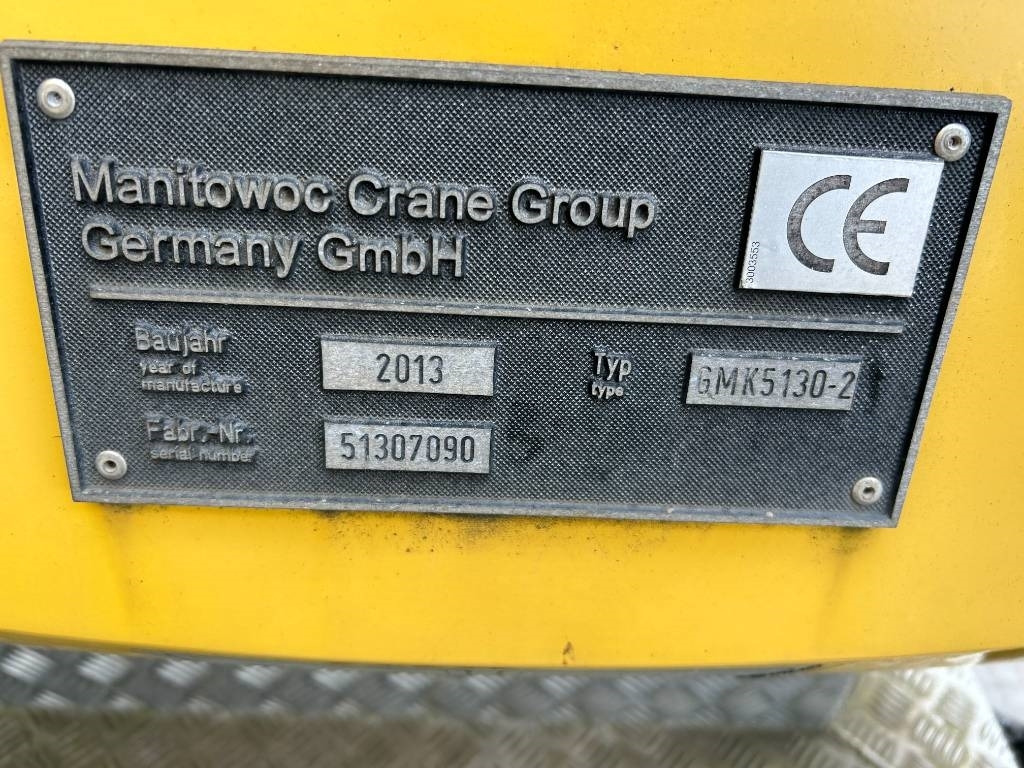 Manitowoc Crane Group
Germany GmbH
CE
3003553
Baujahr
year of
manufacture
2013
Typ
type
GMK5130-2
Fabr.-Nr.
serial number
51307090